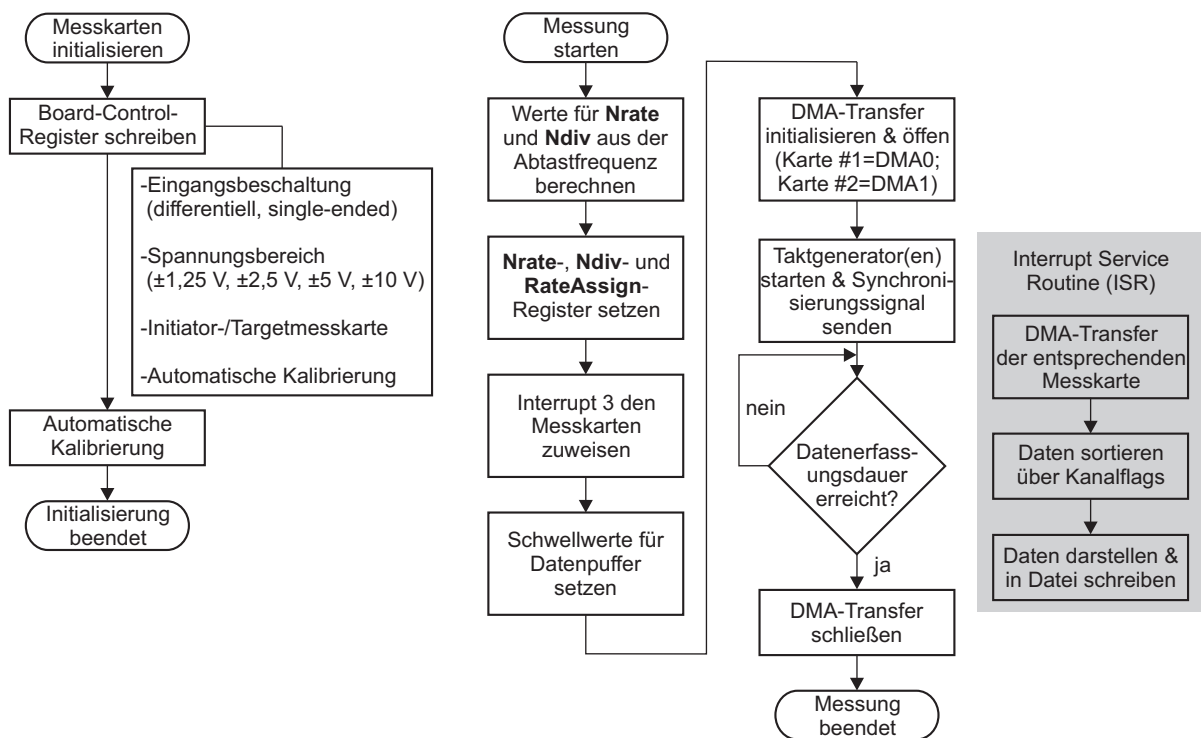 Messkarten
initialisieren
Board-Control-
Register schreiben
-Eingangsbeschaltung
(differentiell, single-ended)
-Spannungsbereich
(±1,25 V, ±2,5 V, ±5 V, ±10 V)
-Initiator-/Targetmesskarte
-Automatische Kalibrierung
Automatische
Kalibrierung
Initialisierung
beendet
Messung
starten
Werte für Nrate
und Ndiv aus der
Abtastfrequenz
berechnen
Nrate-, Ndiv- und
RateAssign-
Register setzen
Interrupt 3 den
Messkarten
zuweisen
Schwellwerte für
Datenpuffer
setzen
DMA-Transfer
initialisieren & öffen
(Karte #1=DMA0;
Karte #2=DMA1)
Taktgenerator(en)
starten & Synchroni-
sierungssignal
senden
nein
Datenerfas-
sungsdauer
erreicht?
ja
DMA-Transfer
schließen
Messung
beendet
Interrupt Service
Routine (ISR)
DMA-Transfer
der entsprechenden
Messkarte
Daten sortieren
über Kanalflags
Daten darstellen &
in Datei schreiben